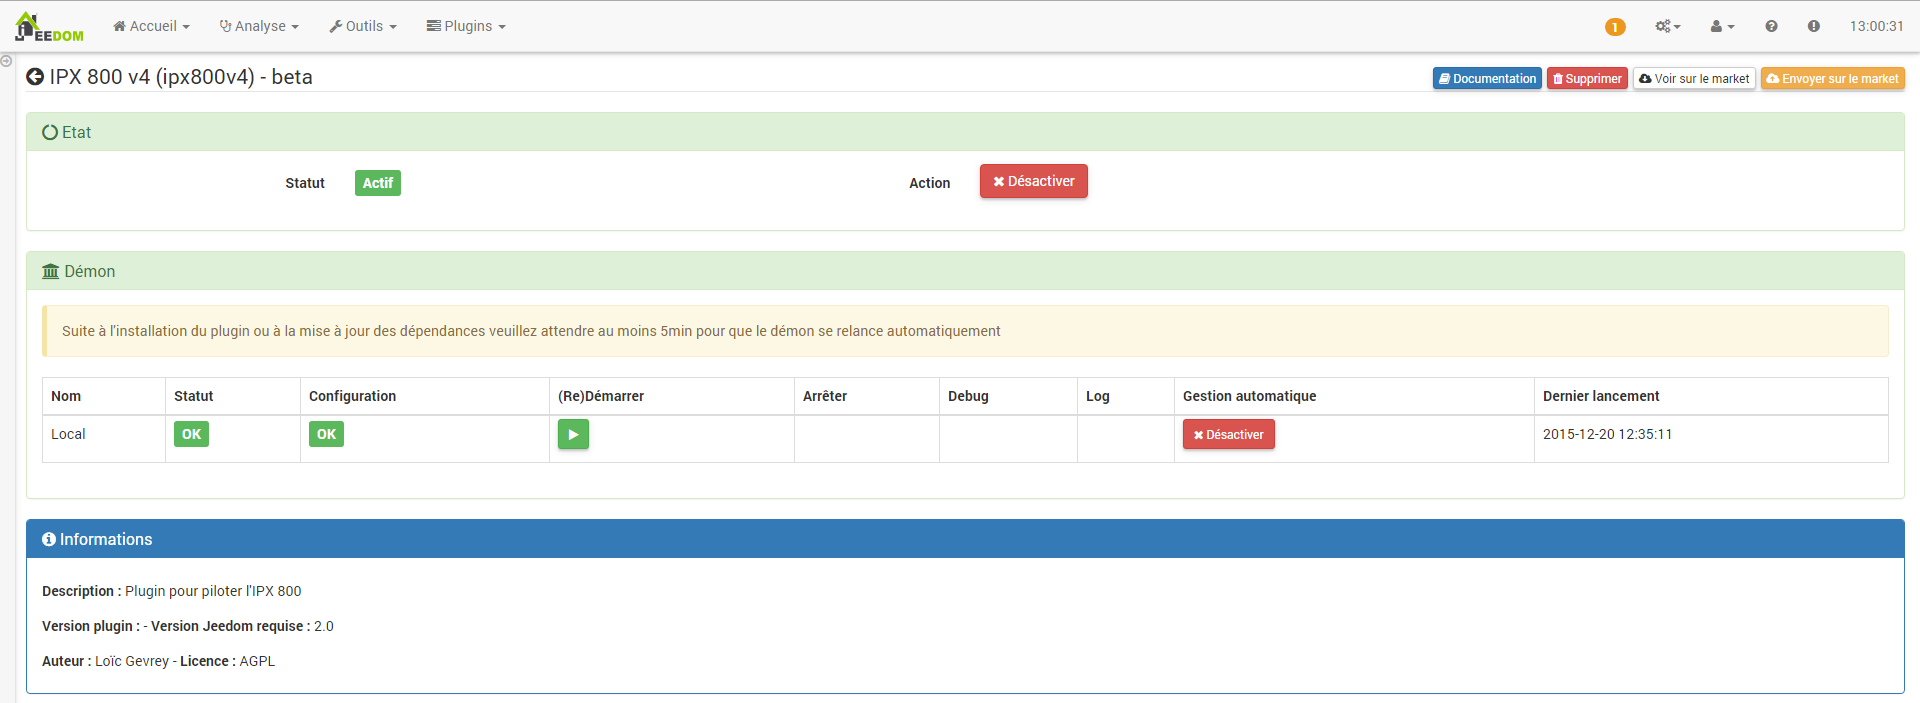 JEEDOM Accueil Analyse Outils Plugins 1 13:00:31
IPX 800 v4 (ipx800v4) - beta Documentation Supprimer Voir sur le market Envoyer sur le market
Etat
Statut Actif Action Désactiver
Démon
Suite à l'installation du plugin ou à la mise à jour des dépendances veuillez attendre au moins 5min pour que le démon se relance automatiquement
Nom Statut Configuration (Re)Démarrer Arrêter Debug Log Gestion automatique Dernier lancement
Local OK OK Désactiver 2015-12-20 12:35:11
Informations
Description : Plugin pour piloter l'IPX 800
Version plugin : - Version Jeedom requise : 2.0
Auteur : Loïc Gevrey - Licence : AGPL